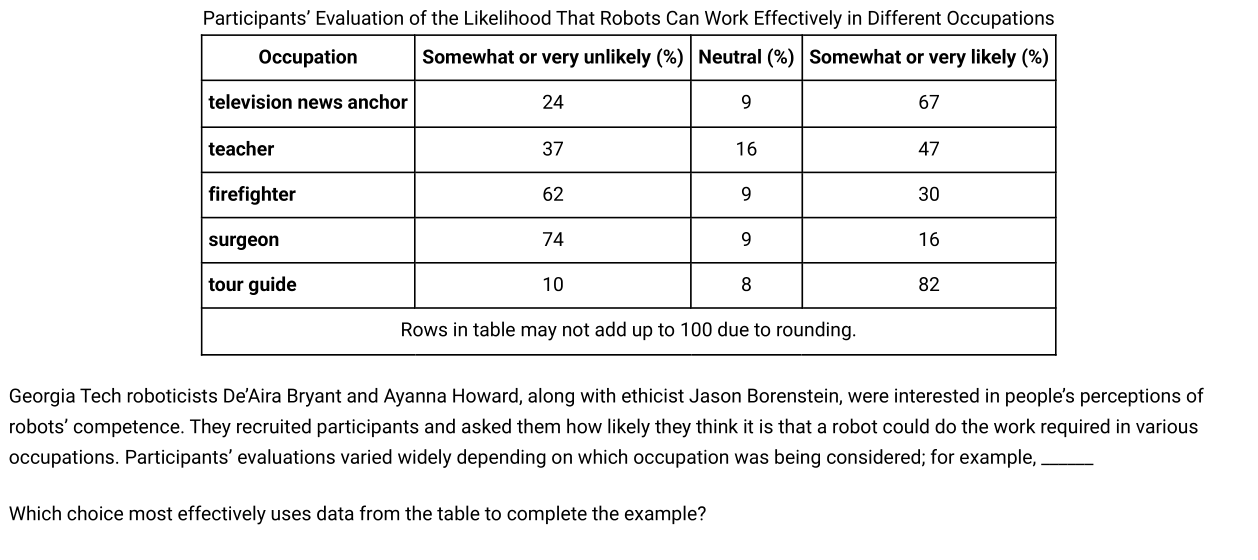 Participants’ Evaluation of the Likelihood That Robots Can Work Effectively in Different Occupations
Occupation Somewhat or very unlikely (%) Neutral (%) Somewhat or very likely (%)
television news anchor 24 9 67
teacher 37 16 47
firefighter 62 9 30
surgeon 74 9 16
tour guide 10 8 82
Rows in table may not add up to 100 due to rounding.
Georgia Tech roboticists De’Aira Bryant and Ayanna Howard, along with ethicist Jason Borenstein, were interested in people’s perceptions of
robots’ competence. They recruited participants and asked them how likely they think it is that a robot could do the work required in various
occupations. Participants’ evaluations varied widely depending on which occupation was being considered; for example, ______
Which choice most effectively uses data from the table to complete the example?